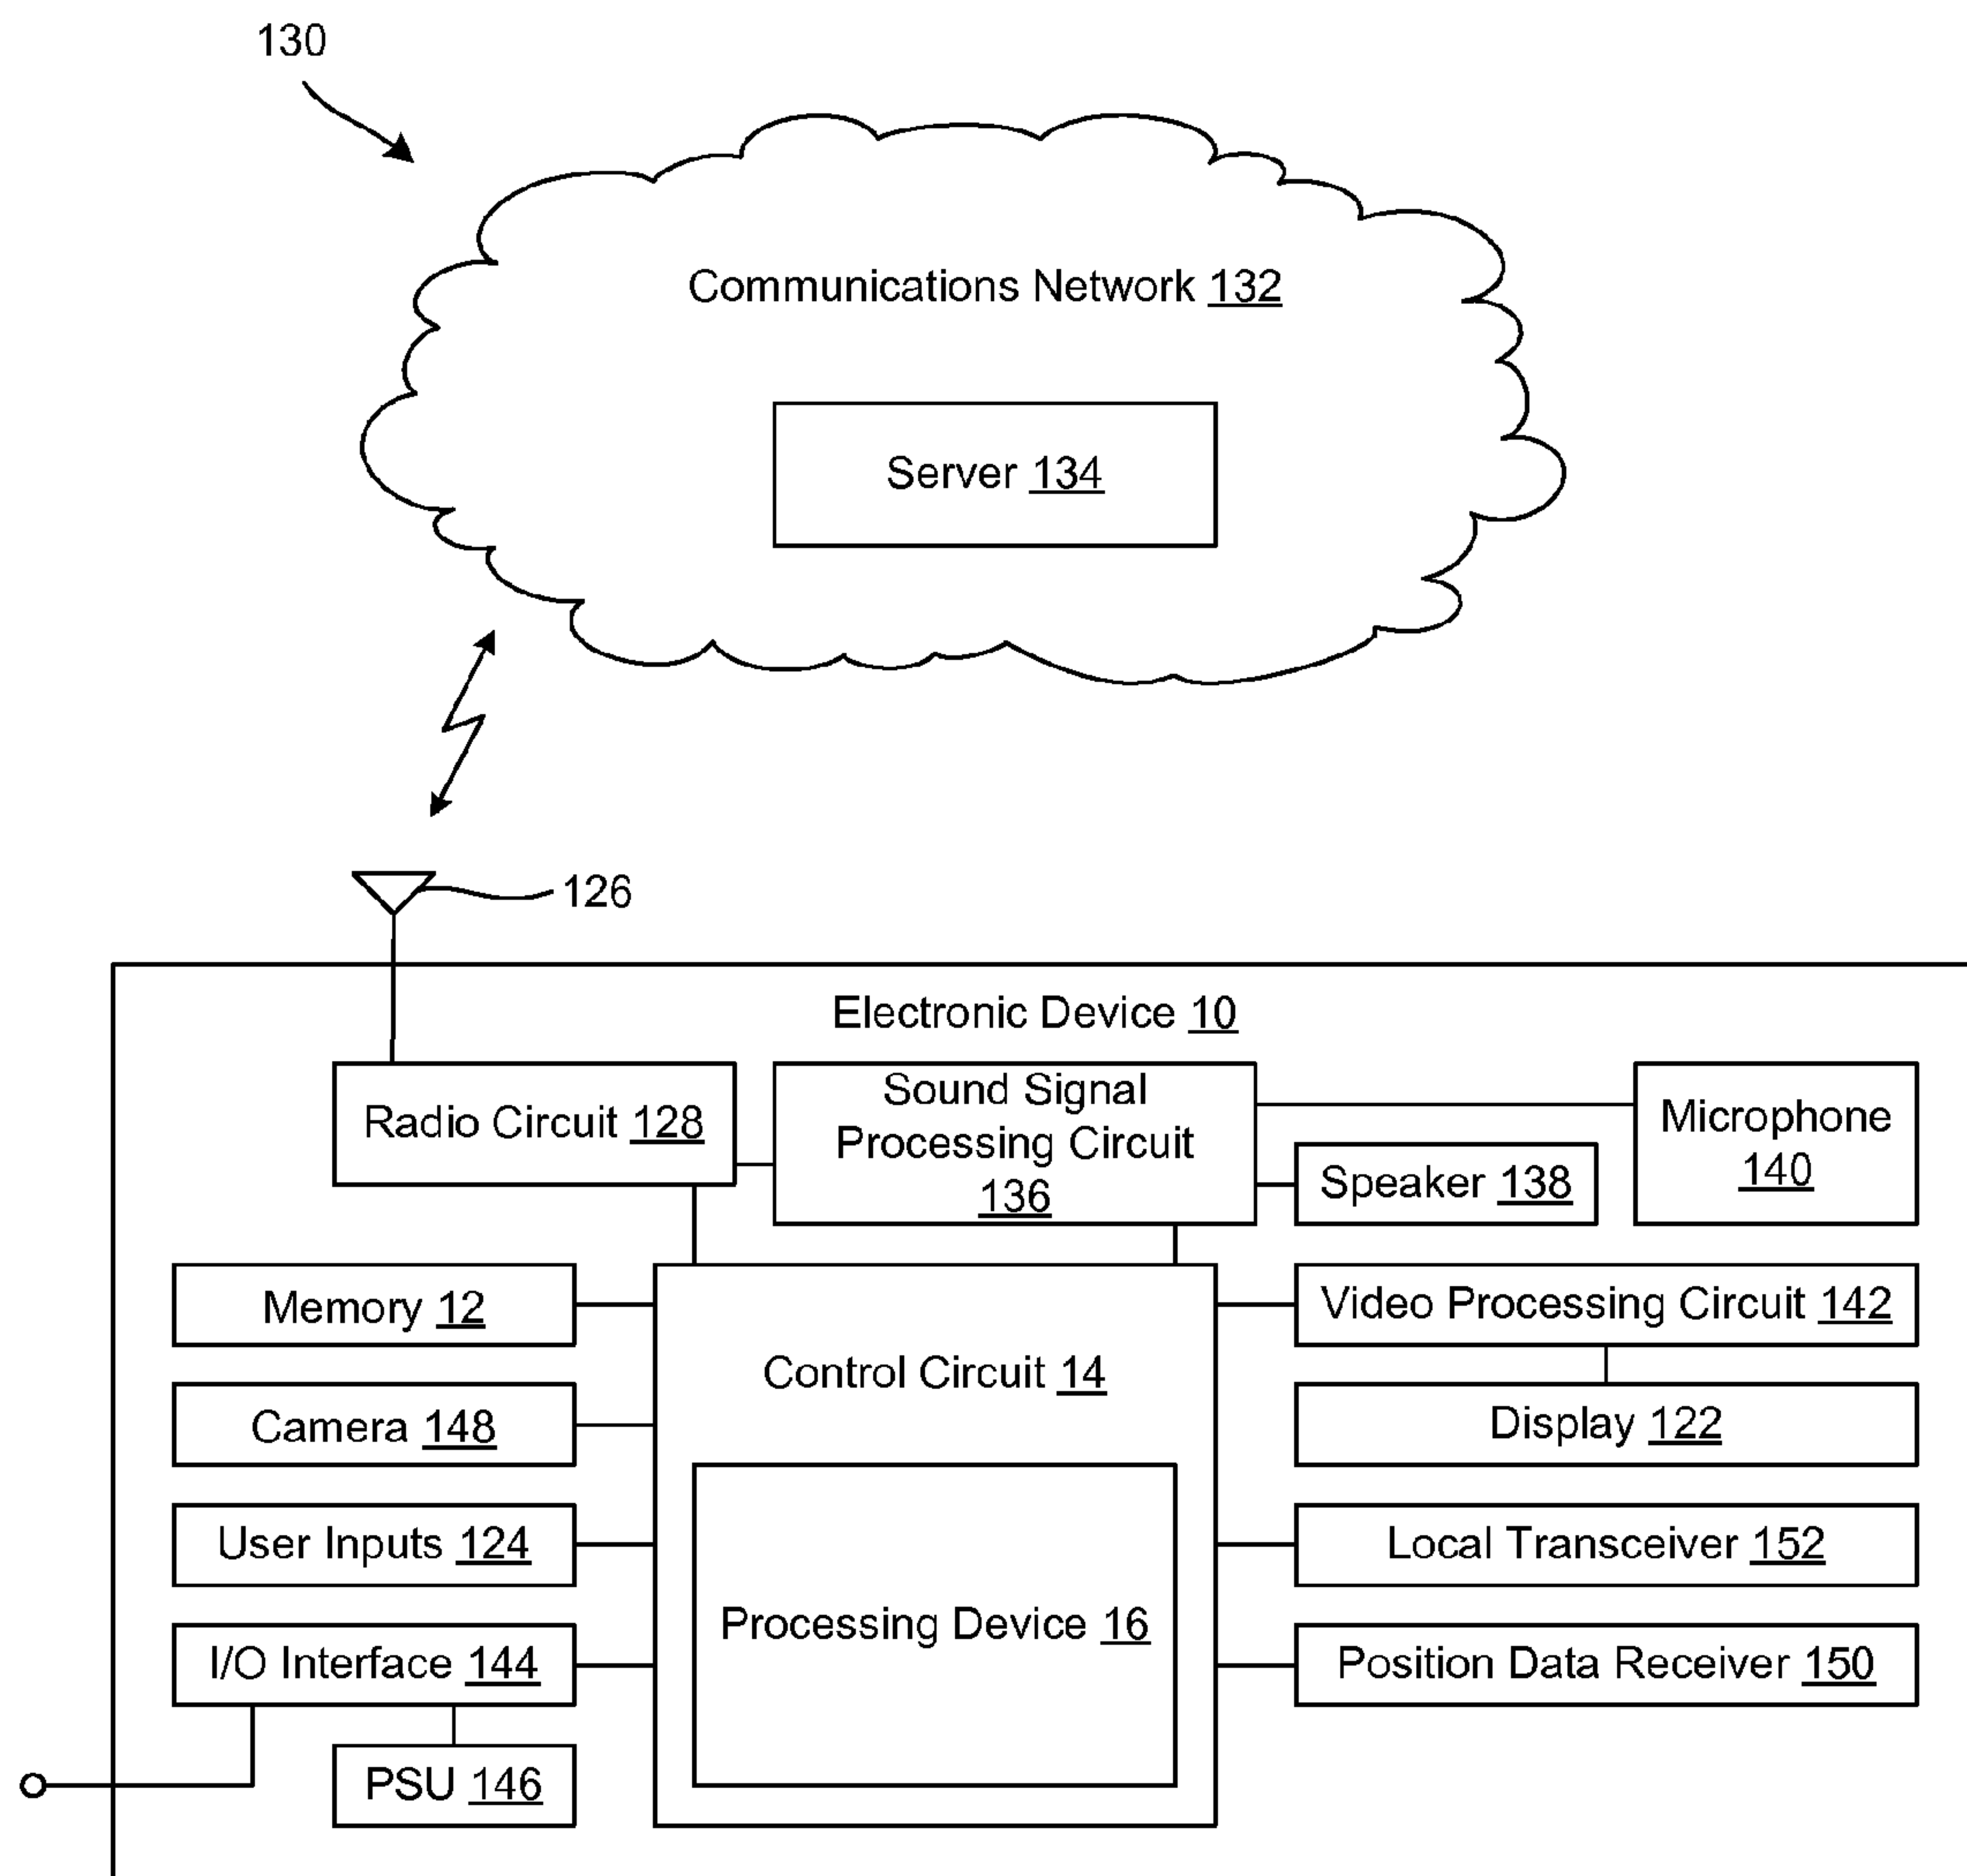 130
Communications Network 132
Server 134
126
Electronic Device 10
Radio Circuit 128
Sound Signal
Processing Circuit
136
Microphone
140
Speaker 138
Memory 12
Control Circuit 14
Video Processing Circuit 142
Camera 148
Display 122
User Inputs 124
Processing Device 16
Local Transceiver 152
I/O Interface 144
Position Data Receiver 150
PSU 146